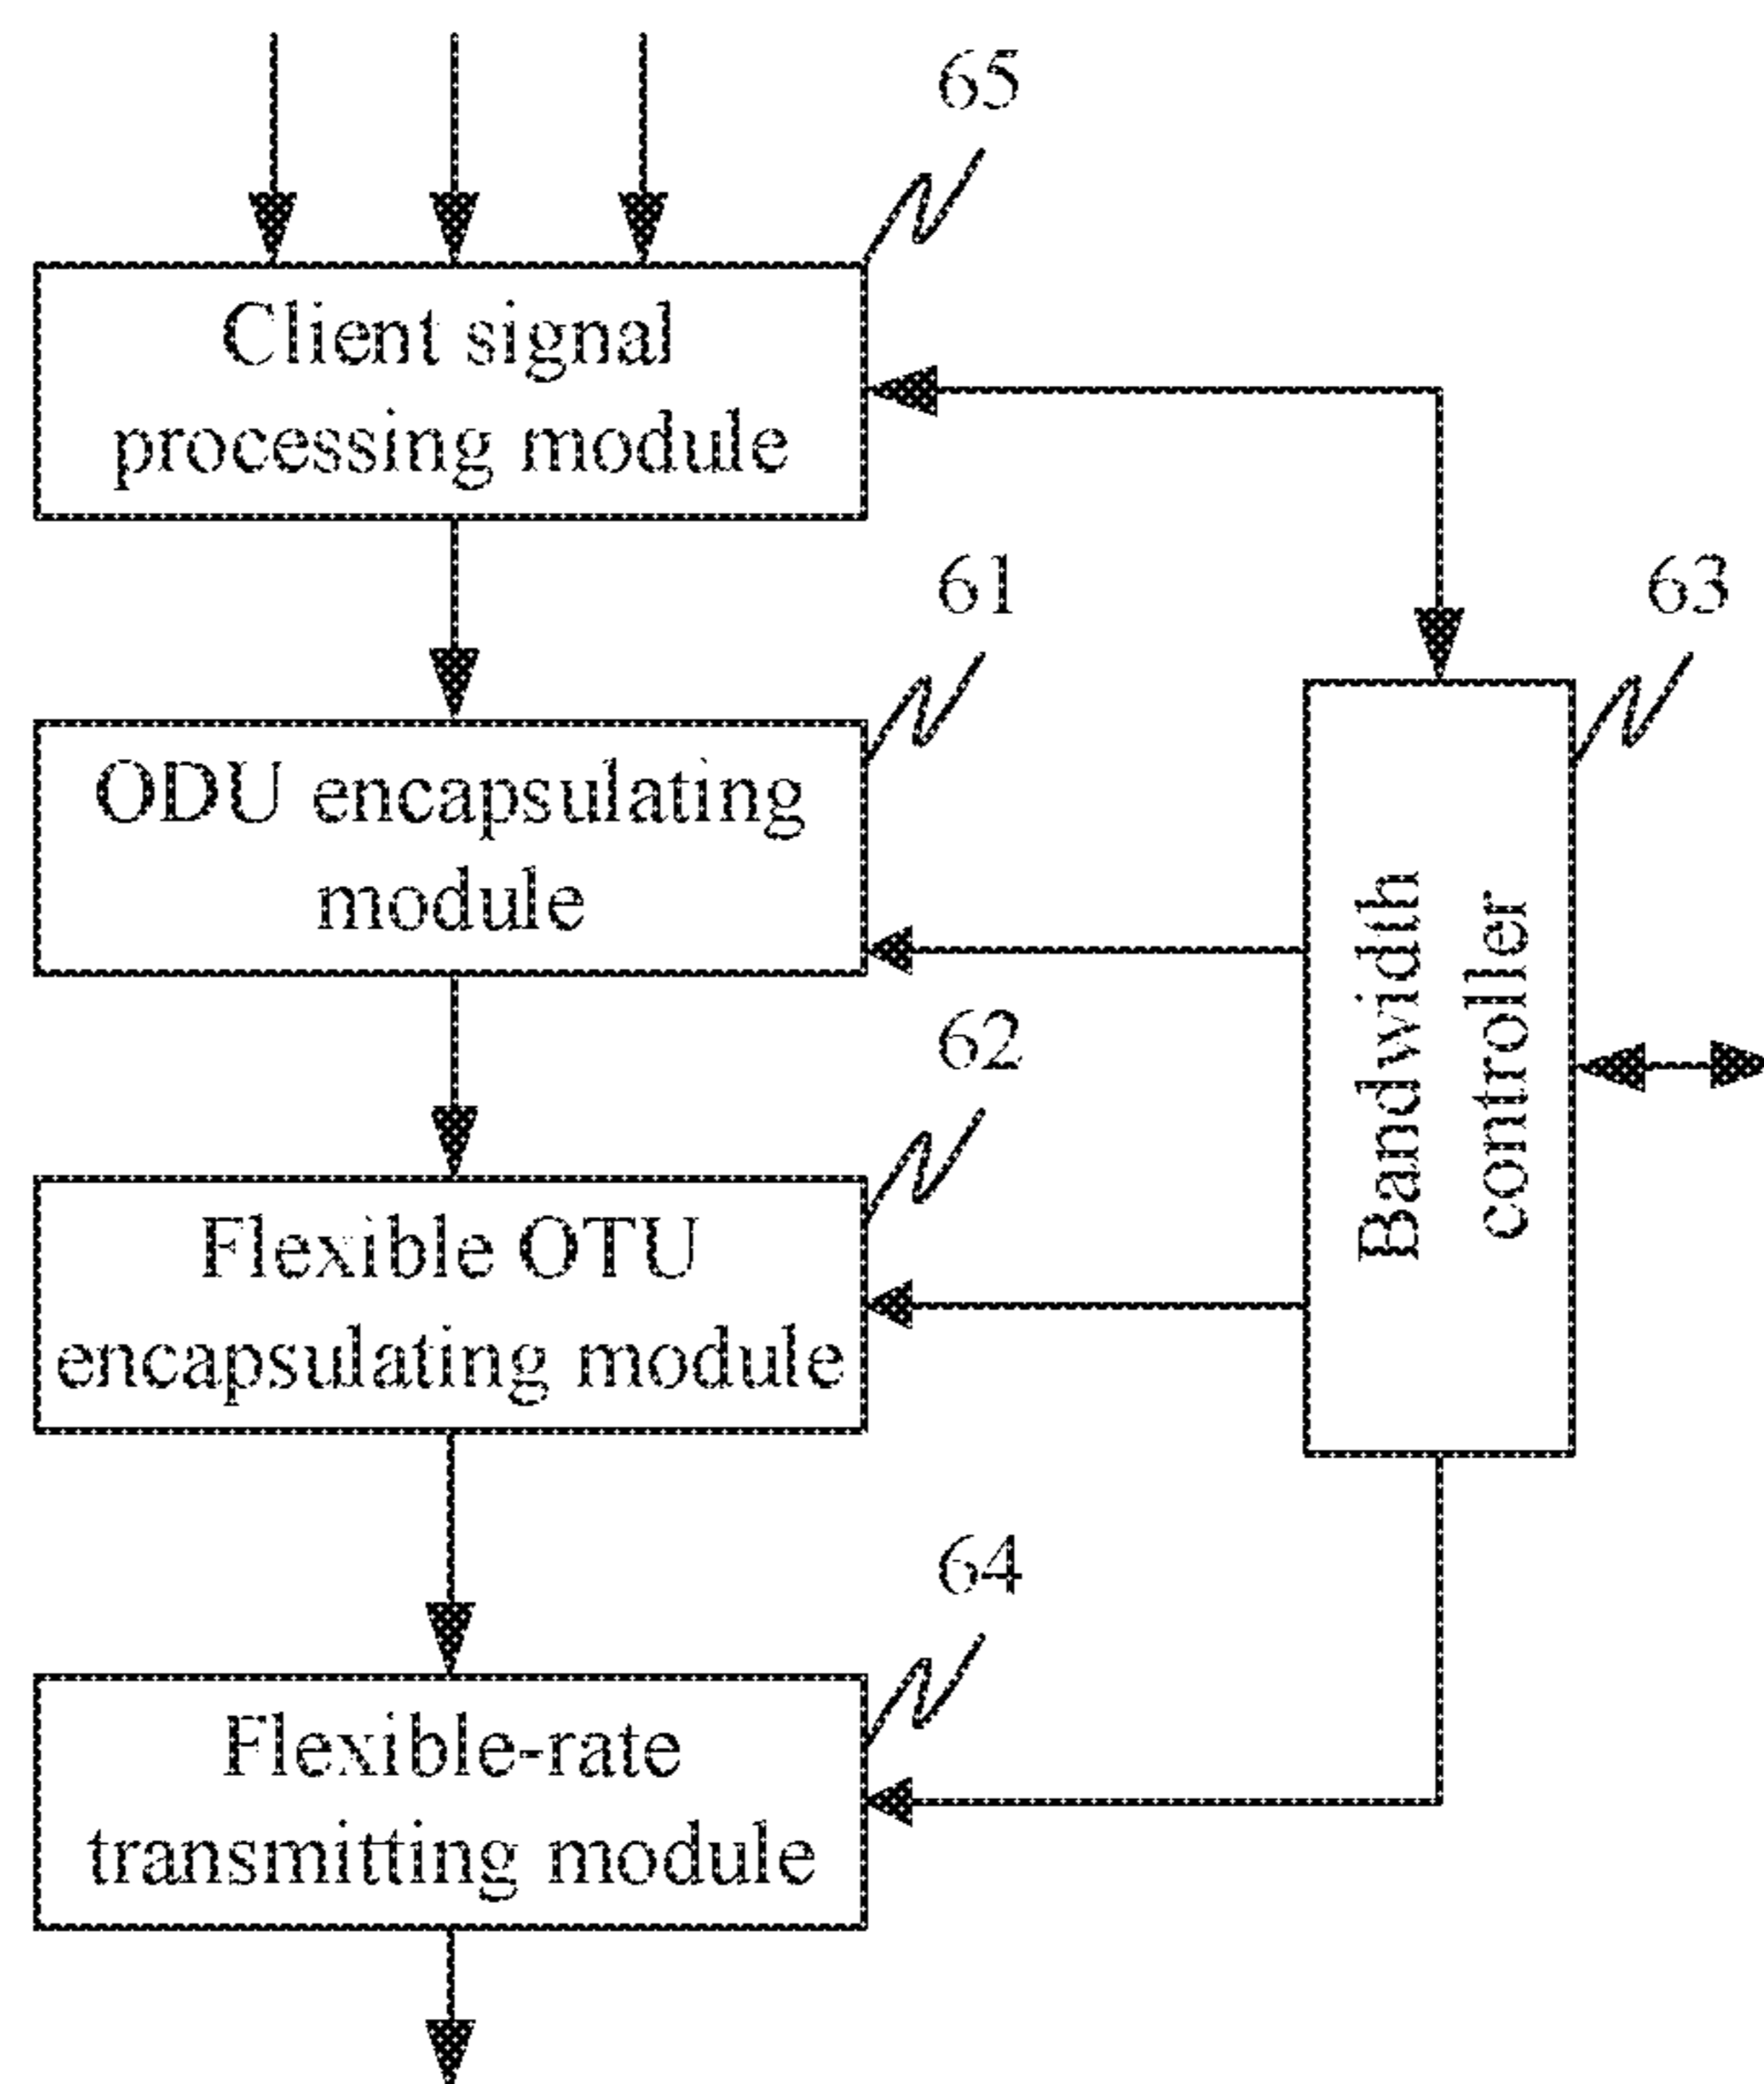 65
Client signal
processing module
61
63
ODU encapsulating
module
Bandwidth
controller
62
Flexible OTU
encapsulating module
64
Flexible-rate
transmitting module